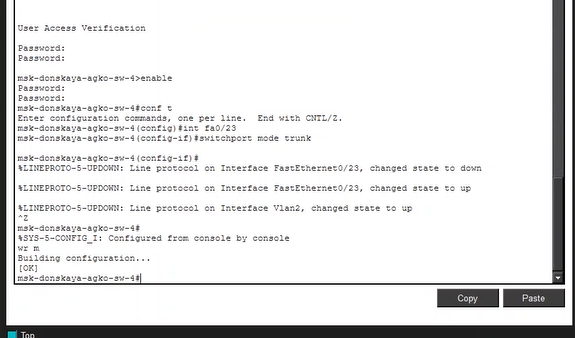 User Access Verification
Password:
Password:
msk-donskaya-agko-sw-4>enable
Password:
Password:
msk-donskaya-agko-sw-4#conf t
Enter configuration commands, one per line.  End with CNTL/Z.
msk-donskaya-agko-sw-4(config)#int fa0/23
msk-donskaya-agko-sw-4(config-if)#switchport mode trunk
msk-donskaya-agko-sw-4(config-if)#
%LINEPROTO-5-UPDOWN: Line protocol on Interface FastEthernet0/23, changed state to down
%LINEPROTO-5-UPDOWN: Line protocol on Interface FastEthernet0/23, changed state to up
%LINEPROTO-5-UPDOWN: Line protocol on Interface Vlan2, changed state to up
^Z
msk-donskaya-agko-sw-4#
%SYS-5-CONFIG_I: Configured from console by console
wr m
Building configuration...
[OK]
msk-donskaya-agko-sw-4#
Copy Paste
Top